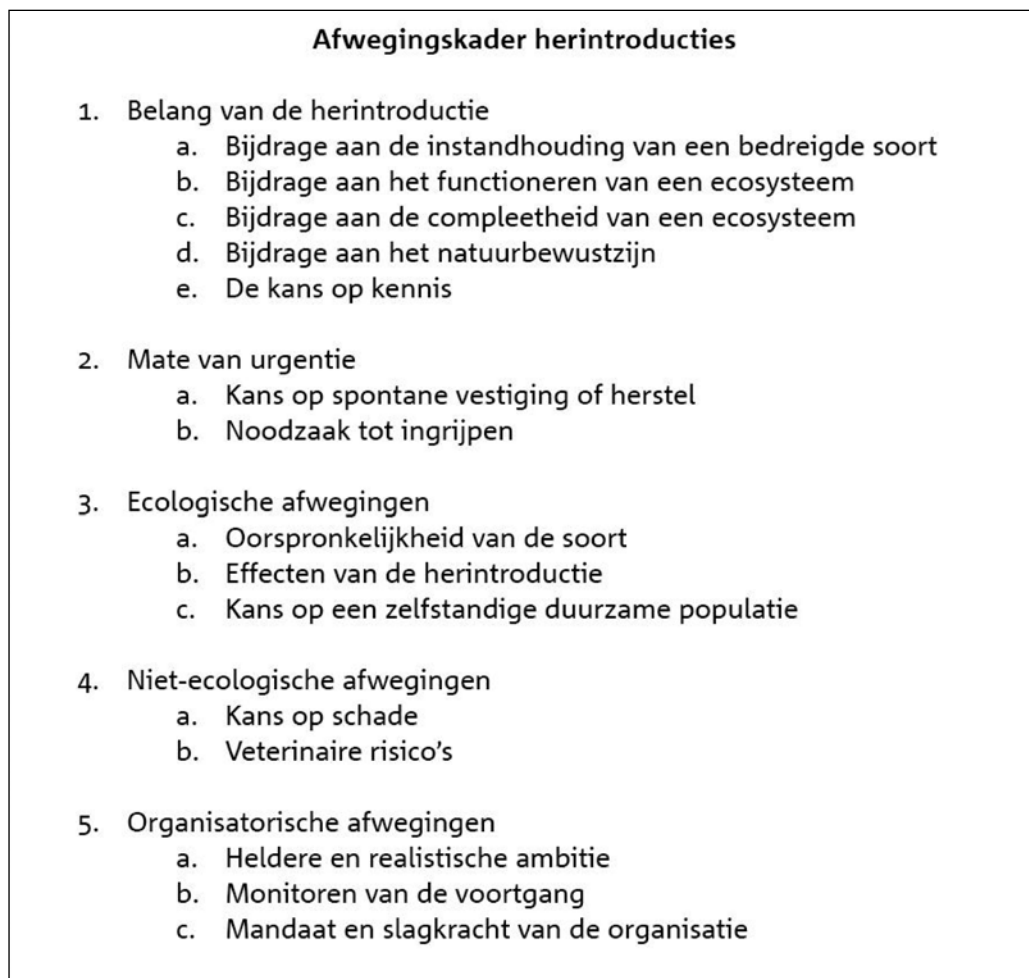 Afwegingskader herintroducties
1. Belang van de herintroductie
a. Bijdrage aan de instandhouding van een bedreigde soort
b. Bijdrage aan het functioneren van een ecosysteem
c. Bijdrage aan de compleetheid van een ecosysteem
d. Bijdrage aan het natuurbewustzijn
e. De kans op kennis
2. Mate van urgentie
a. Kans op spontane vestiging of herstel
b. Noodzaak tot ingrijpen
3. Ecologische afwegingen
a. Oorspronkelijkheid van de soort
b. Effecten van de herintroductie
c. Kans op een zelfstandige duurzame populatie
4. Niet-ecologische afwegingen
a. Kans op schade
b. Veterinaire risico's
5. Organisatorische afwegingen
a. Heldere en realistische ambitie
b. Monitoren van de voortgang
c. Mandaat en slagkracht van de organisatie